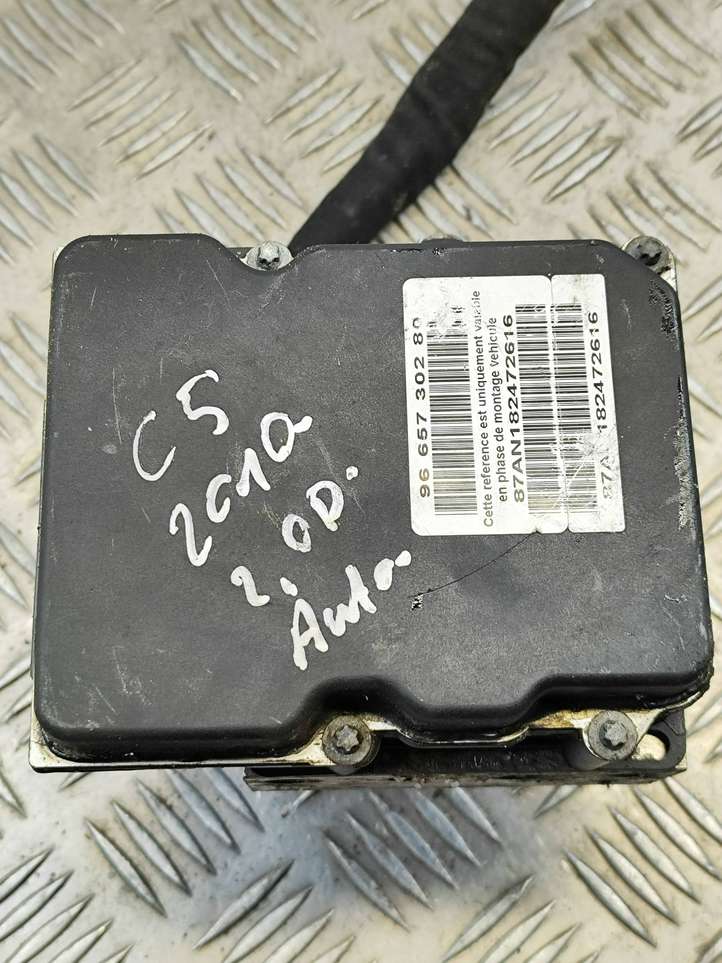 C5
2010
2.0D.
Auto.
96 657 302 80
Cette reference est uniquement valable
en phase de montage vehicule
87AN182472616
182472616